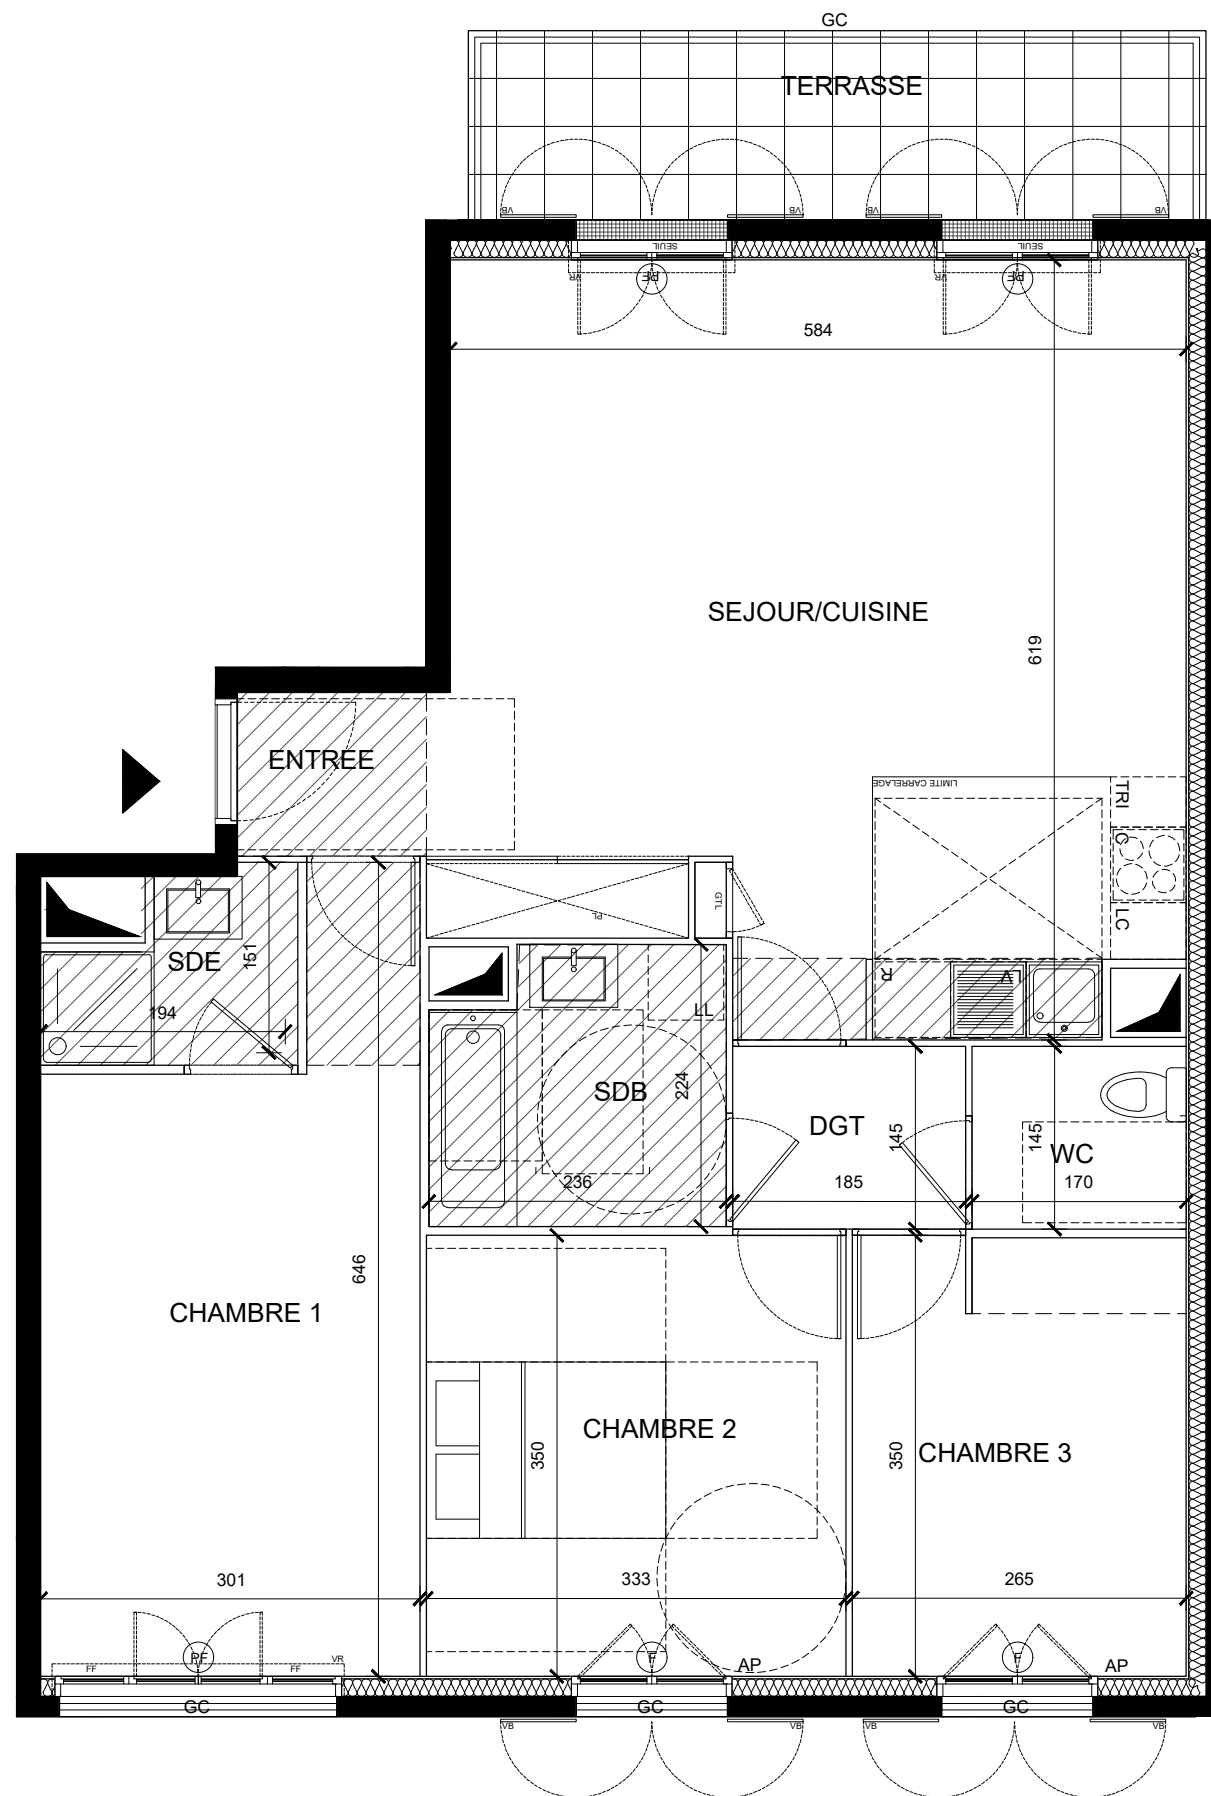 GC
TERRASSE
VB
VB
VB
VB
SEUIL
SEUIL
VR
PF
VR
PF
584
SEJOUR/CUISINE
619
ENTREE
LIMITE CARRELAGE
TRI
C
LC
PL
GTL
SDE
151
194
R
LV
LL
SDB
224
236
DGT
145
185
145
WC
170
646
CHAMBRE 1
CHAMBRE 2
350
350
CHAMBRE 3
301
333
265
FF
PF
FF
VR
F
AP
F
AP
GC
GC
GC
VB
VB
VB
VB